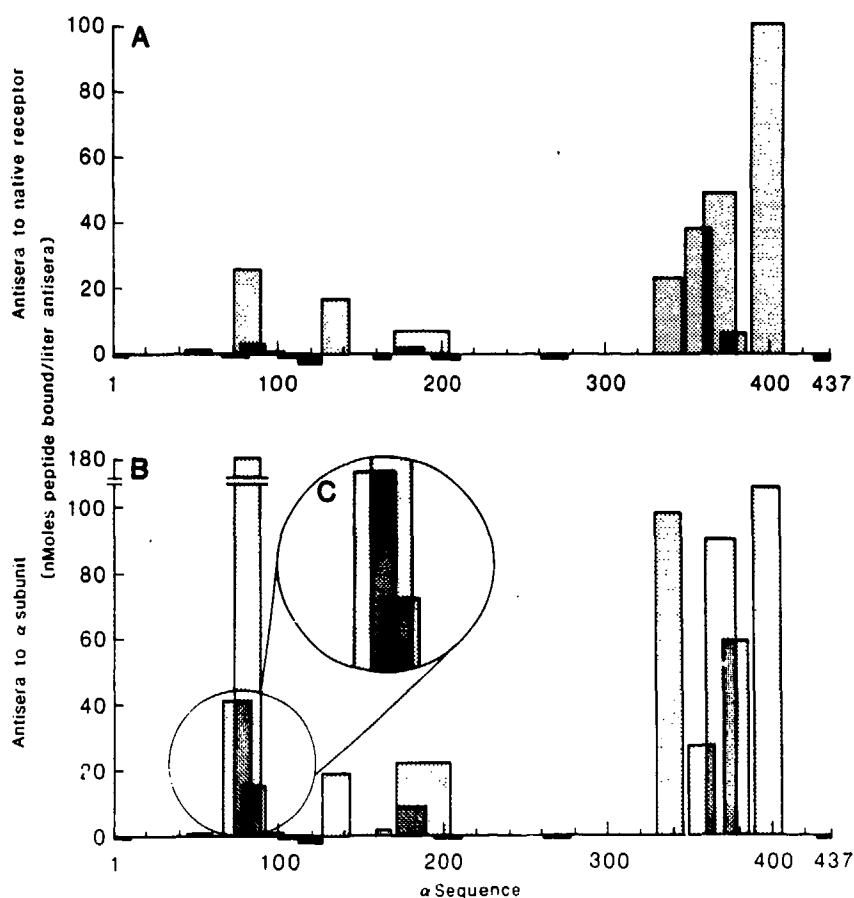 A
Antisera to native receptor
100
80
60
40
20
0
1 100 200 300 400 437
(nMoles peptide bound/liter antisera)
B
C
Antisera to α subunit
180
100
80
60
40
20
0
1 100 200 300 400 437
α Sequence